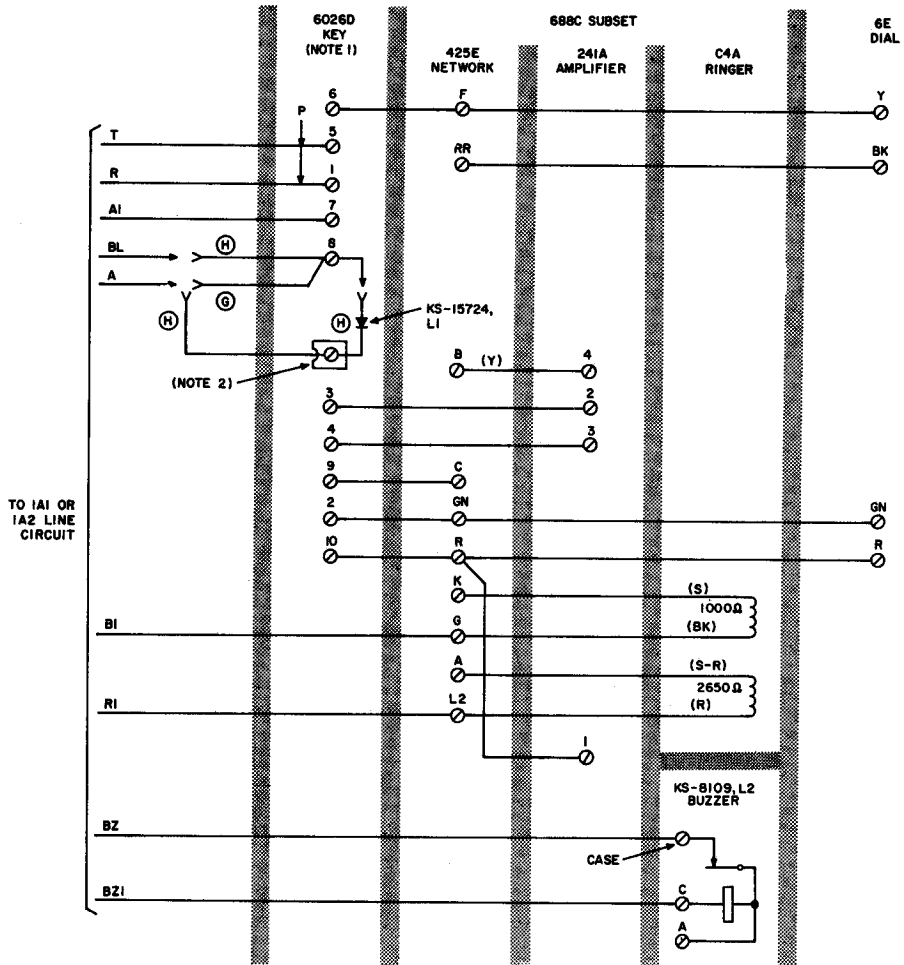 6026D
KEY
(NOTE 1)
688C SUBSET
425E
NETWORK
241A
AMPLIFIER
C4A
RINGER
6E
DIAL
6
F
Y
P
T
5
RR
BK
R
1
A1
7
BL
H
8
A
G
H
H
KS-15724,
L1
(NOTE 2)
B
(Y)
4
3
2
4
3
9
C
TO 1A1 OR
1A2 LINE
CIRCUIT
2
GN
GN
10
R
R
K
(S)
1000Ω
B1
G
(BK)
A
(S-R)
2650Ω
R1
L2
(R)
1
KS-8109, L2
BUZZER
BZ
CASE
BZ1
C
A